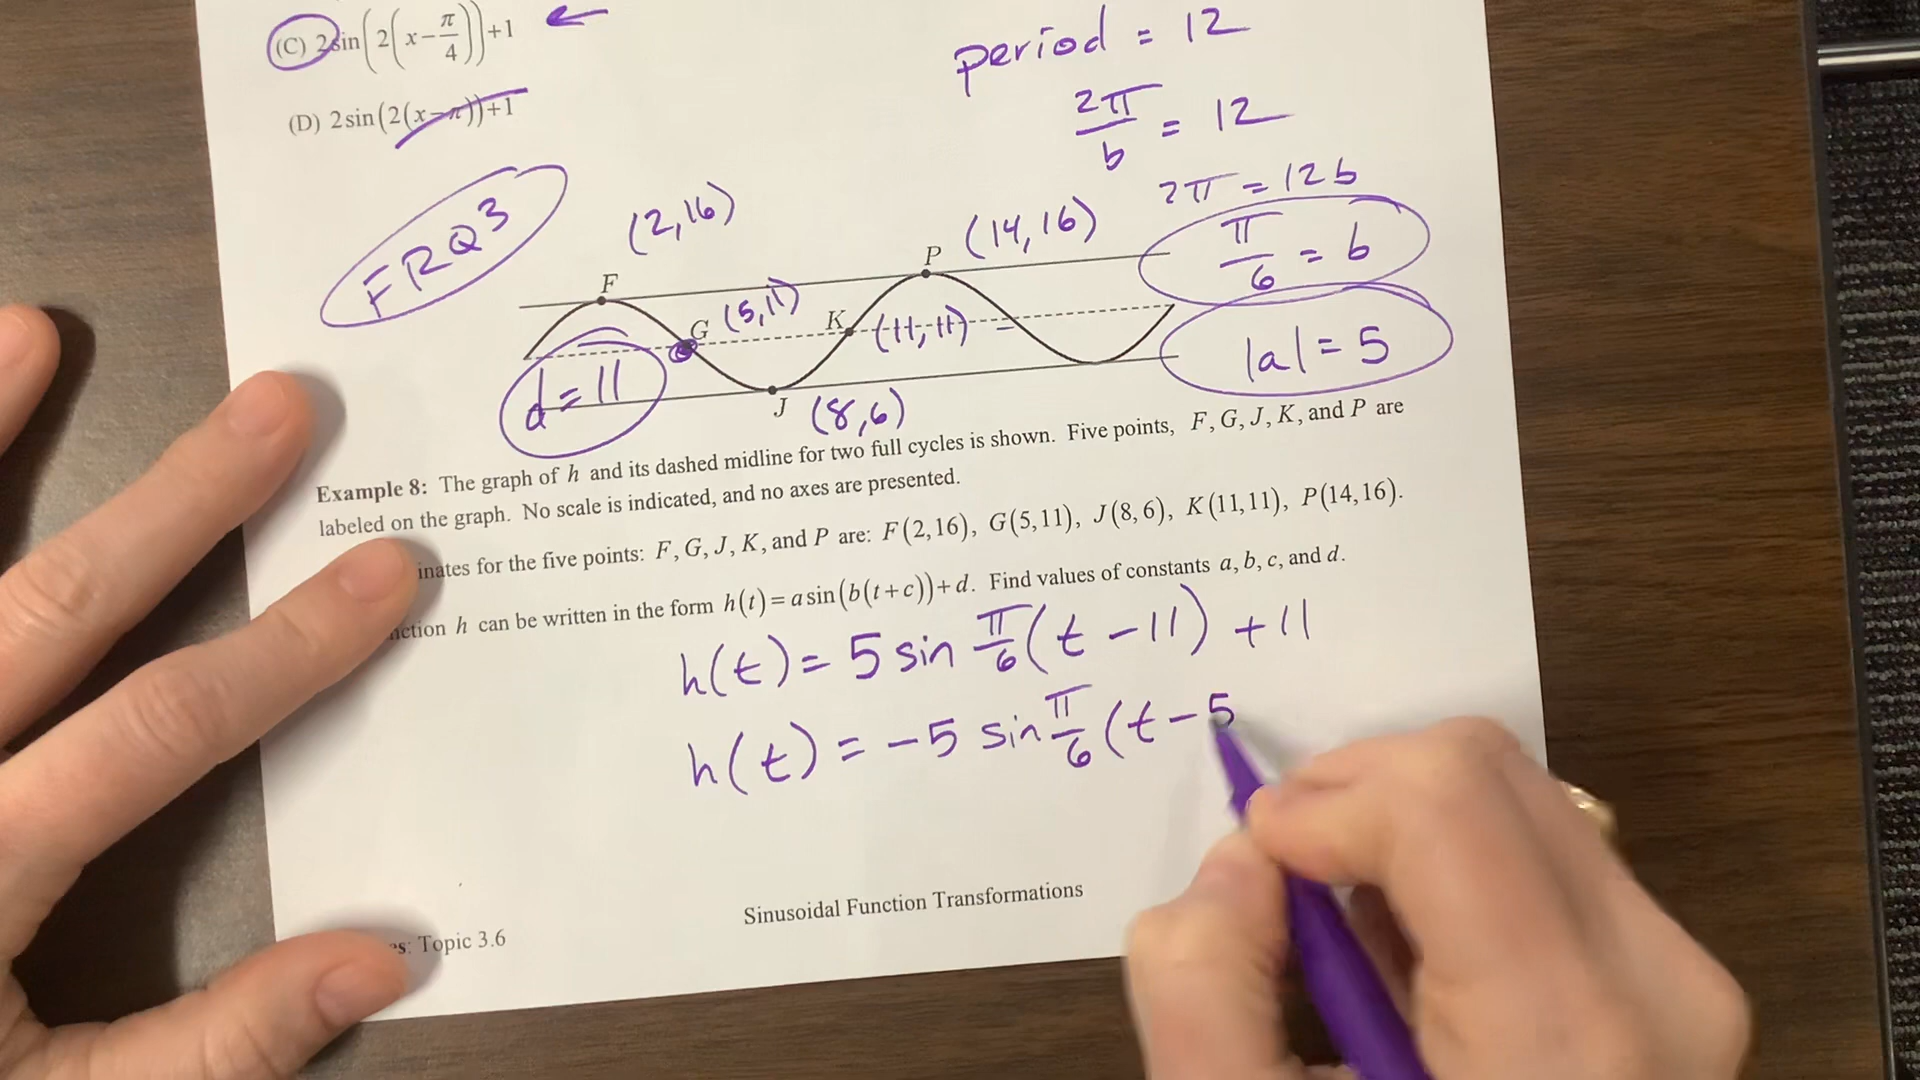 (C) 2sin(2(x−π/4))+1
(D) 2sin(2(x−π))+1
period = 12
2π/b = 12
2π = 12b
π/6 = b
|a| = 5
FRQ3
(2,16)
(14,16)
F
P
G (5,11)
K (11,11)
d = 11
J (8,6)
Example 8: The graph of h and its dashed midline for two full cycles is shown. Five points, F, G, J, K, and P are
labeled on the graph. No scale is indicated, and no axes are presented.
inates for the five points: F, G, J, K, and P are: F(2,16), G(5,11), J(8,6), K(11,11), P(14,16).
nction h can be written in the form h(t)=a sin(b(t+c))+d. Find values of constants a, b, c, and d.
h(t) = 5 sin π/6 (t − 11) + 11
h(t) = −5 sin π/6 (t − 5
Sinusoidal Function Transformations
es: Topic 3.6